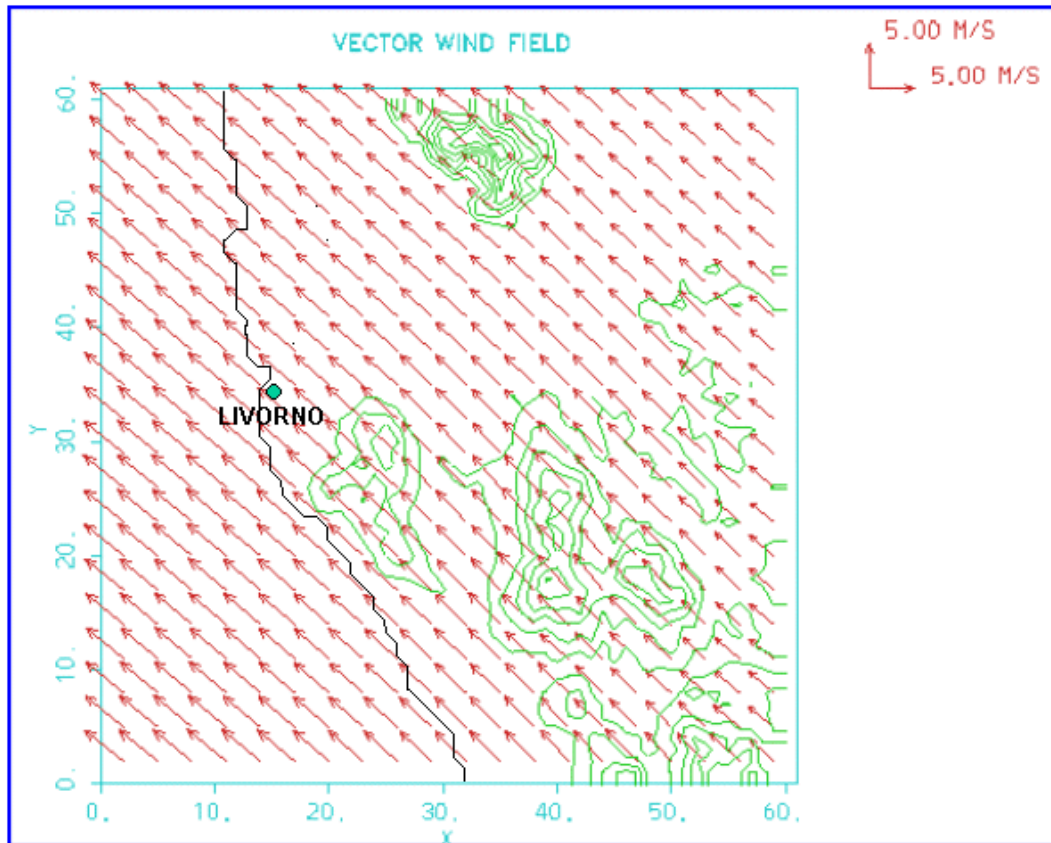 VECTOR WIND FIELD
5.00 M/S
5.00 M/S
60.
50.
40.
30.
20.
10.
0.
Y
LIVORNO
0.
10.
20.
30.
40.
50.
60.
X